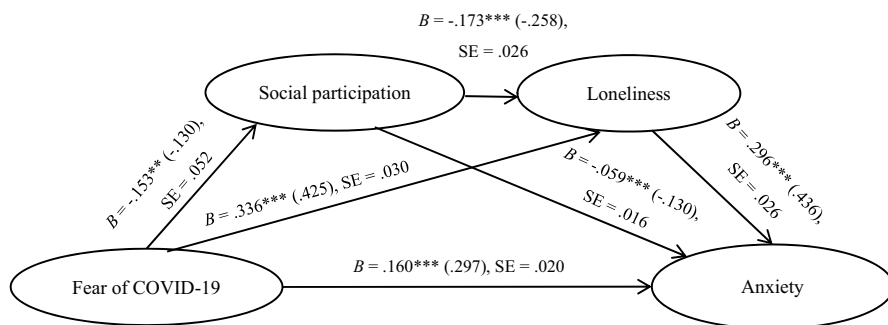 B = -.173*** (-.258),
SE = .026
Social participation
Loneliness
B = -.153** (-.130),
SE = .052
B = .336*** (.425), SE = .030
B = -.059*** (-.130),
SE = .016
B = .296*** (.436),
SE = .026
B = .160*** (.297), SE = .020
Fear of COVID-19
Anxiety